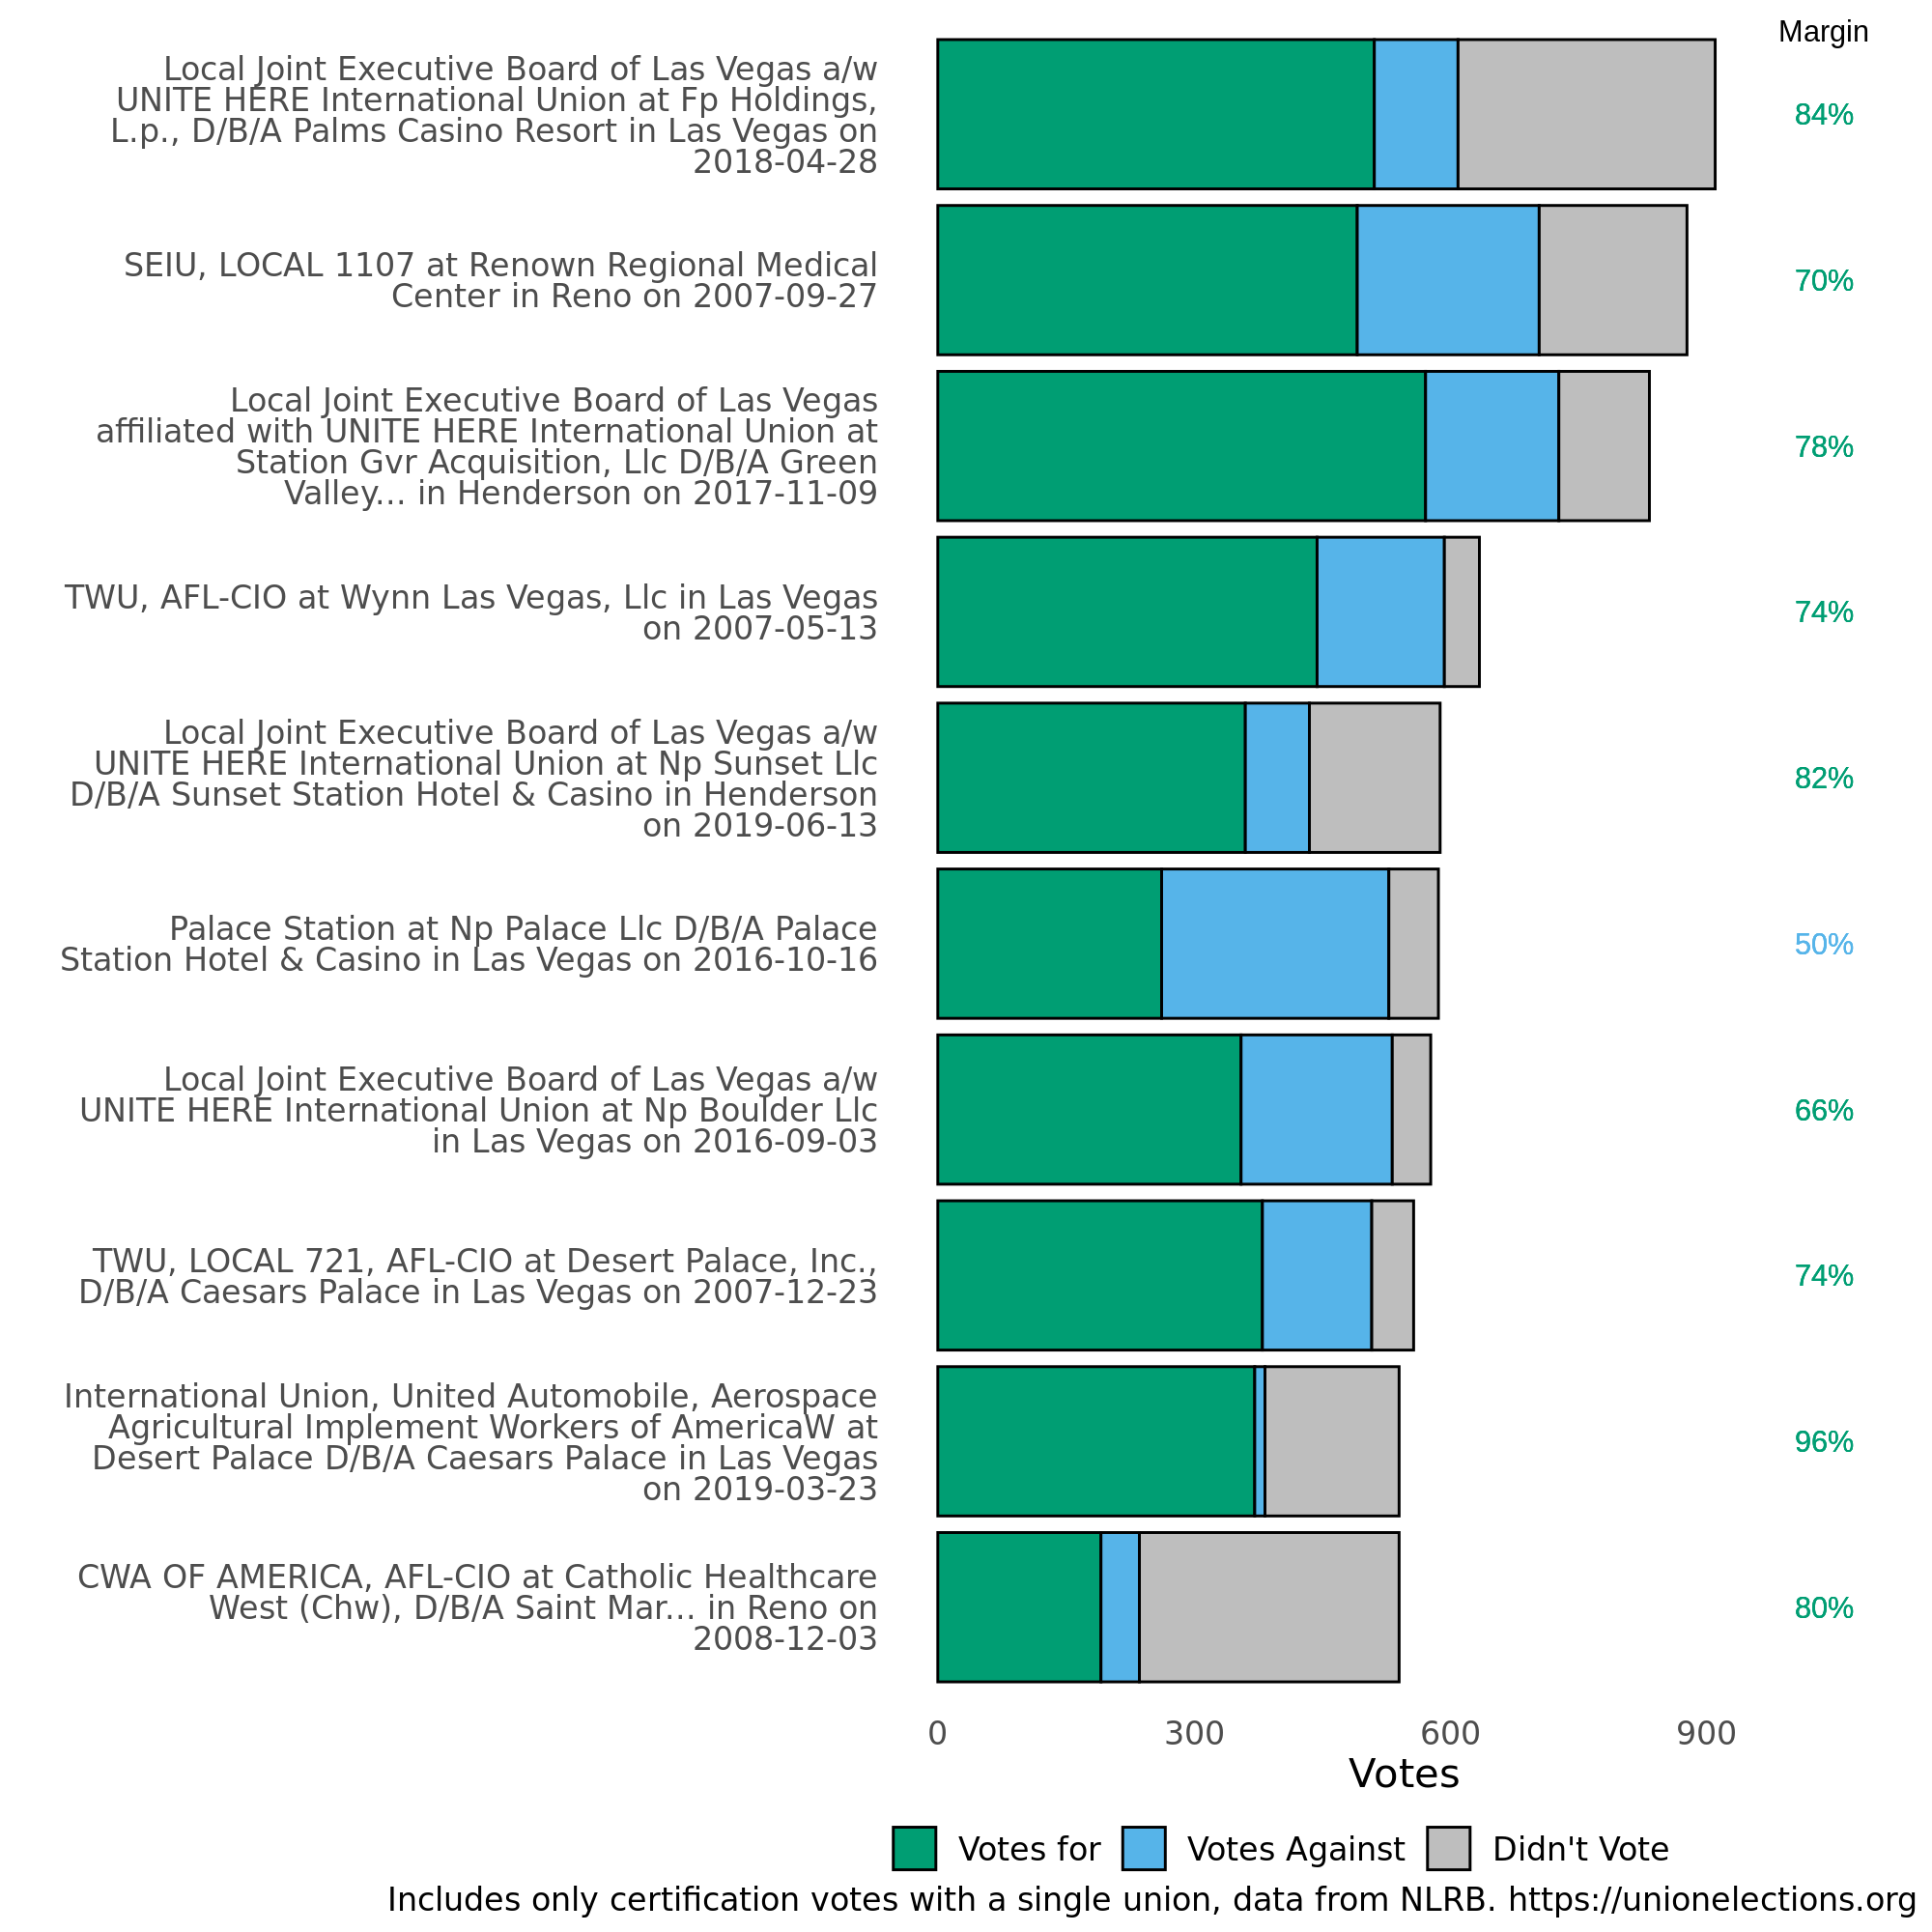 Margin
Local Joint Executive Board of Las Vegas a/w
UNITE HERE International Union at Fp Holdings,
L.p., D/B/A Palms Casino Resort in Las Vegas on
2018-04-28
84%
SEIU, LOCAL 1107 at Renown Regional Medical
Center in Reno on 2007-09-27
70%
Local Joint Executive Board of Las Vegas
affiliated with UNITE HERE International Union at
Station Gvr Acquisition, Llc D/B/A Green
Valley... in Henderson on 2017-11-09
78%
TWU, AFL-CIO at Wynn Las Vegas, Llc in Las Vegas
on 2007-05-13
74%
Local Joint Executive Board of Las Vegas a/w
UNITE HERE International Union at Np Sunset Llc
D/B/A Sunset Station Hotel & Casino in Henderson
on 2019-06-13
82%
Palace Station at Np Palace Llc D/B/A Palace
Station Hotel & Casino in Las Vegas on 2016-10-16
50%
Local Joint Executive Board of Las Vegas a/w
UNITE HERE International Union at Np Boulder Llc
in Las Vegas on 2016-09-03
66%
TWU, LOCAL 721, AFL-CIO at Desert Palace, Inc.,
D/B/A Caesars Palace in Las Vegas on 2007-12-23
74%
International Union, United Automobile, Aerospace
Agricultural Implement Workers of AmericaW at
Desert Palace D/B/A Caesars Palace in Las Vegas
on 2019-03-23
96%
CWA OF AMERICA, AFL-CIO at Catholic Healthcare
West (Chw), D/B/A Saint Mar... in Reno on
2008-12-03
80%
0 300 600 900
Votes
Votes for Votes Against Didn't Vote
Includes only certification votes with a single union, data from NLRB. https://unionelections.org